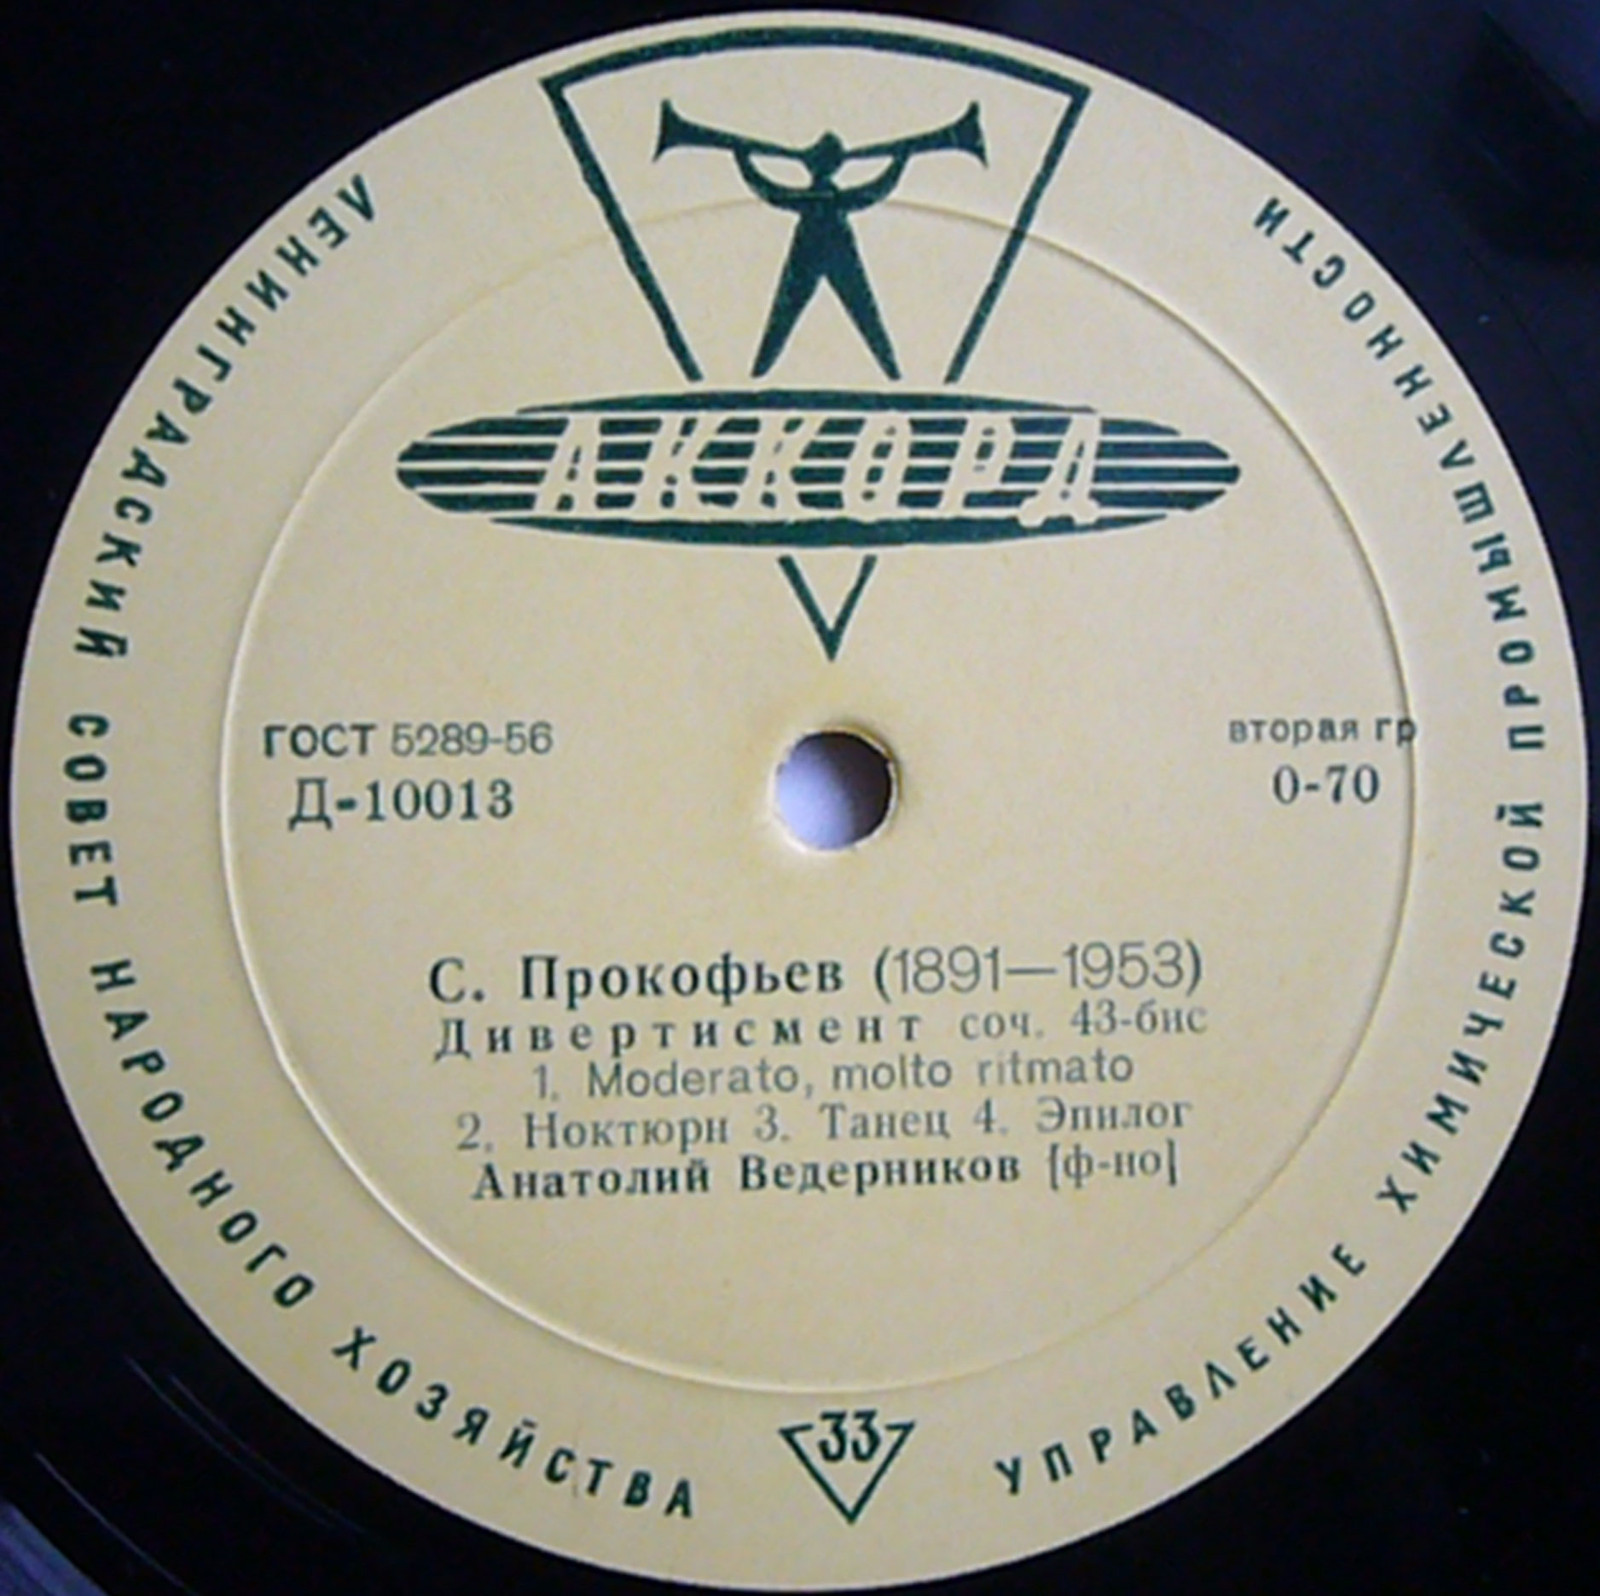 АККОРД
ЛЕНИНГРАДСКИЙ СОВЕТ НАРОДНОГО ХОЗЯЙСТВА
УПРАВЛЕНИЕ ХИМИЧЕСКОЙ ПРОМЫШЛЕННОСТИ
ГОСТ 5289-56
Д-10013
вторая гр
0-70
С. Прокофьев (1891—1953)
Дивертисмент соч. 43-бис
1. Moderato, molto ritmato
2. Ноктюрн 3. Танец 4. Эпилог
Анатолий Ведерников [ф-но]
33